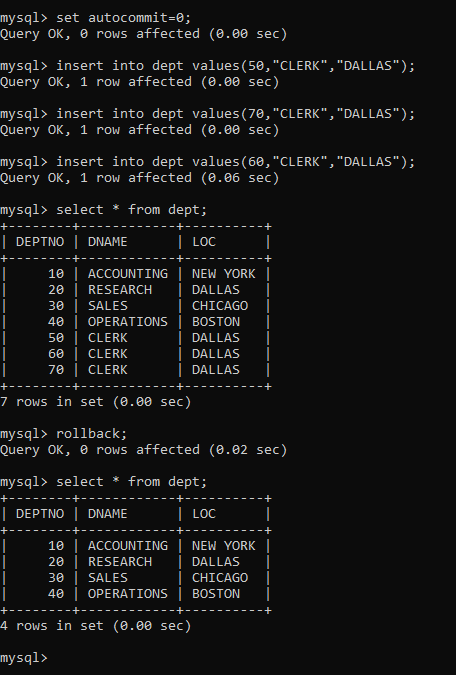 mysql> set autocommit=0;
Query OK, 0 rows affected (0.00 sec)
mysql> insert into dept values(50,"CLERK","DALLAS");
Query OK, 1 row affected (0.00 sec)
mysql> insert into dept values(70,"CLERK","DALLAS");
Query OK, 1 row affected (0.00 sec)
mysql> insert into dept values(60,"CLERK","DALLAS");
Query OK, 1 row affected (0.06 sec)
mysql> select * from dept;
+--------+------------+----------+
| DEPTNO | DNAME      | LOC      |
+--------+------------+----------+
|     10 | ACCOUNTING | NEW YORK |
|     20 | RESEARCH   | DALLAS   |
|     30 | SALES      | CHICAGO  |
|     40 | OPERATIONS | BOSTON   |
|     50 | CLERK      | DALLAS   |
|     60 | CLERK      | DALLAS   |
|     70 | CLERK      | DALLAS   |
+--------+------------+----------+
7 rows in set (0.00 sec)
mysql> rollback;
Query OK, 0 rows affected (0.02 sec)
mysql> select * from dept;
+--------+------------+----------+
| DEPTNO | DNAME      | LOC      |
+--------+------------+----------+
|     10 | ACCOUNTING | NEW YORK |
|     20 | RESEARCH   | DALLAS   |
|     30 | SALES      | CHICAGO  |
|     40 | OPERATIONS | BOSTON   |
+--------+------------+----------+
4 rows in set (0.00 sec)
mysql>